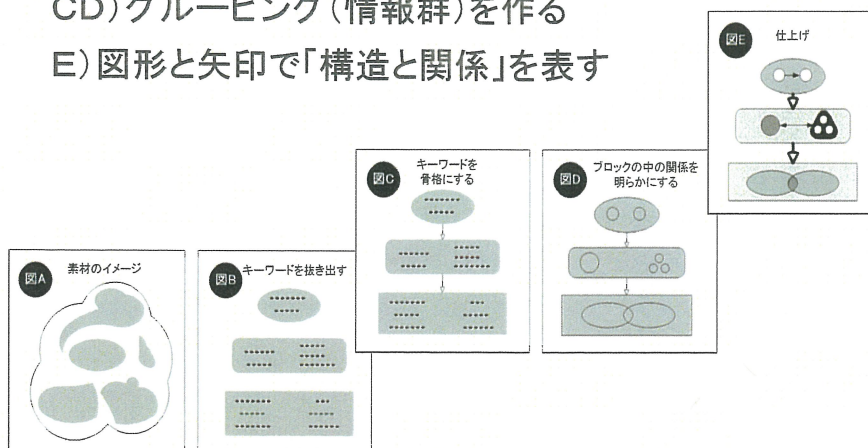 CD)グルーピング(情報群)を作る
E)図形と矢印で「構造と関係」を表す
図E 仕上げ
図C キーワードを
骨格にする
図D ブロックの中の関係を
明らかにする
図A 素材のイメージ
図B キーワードを抜き出す